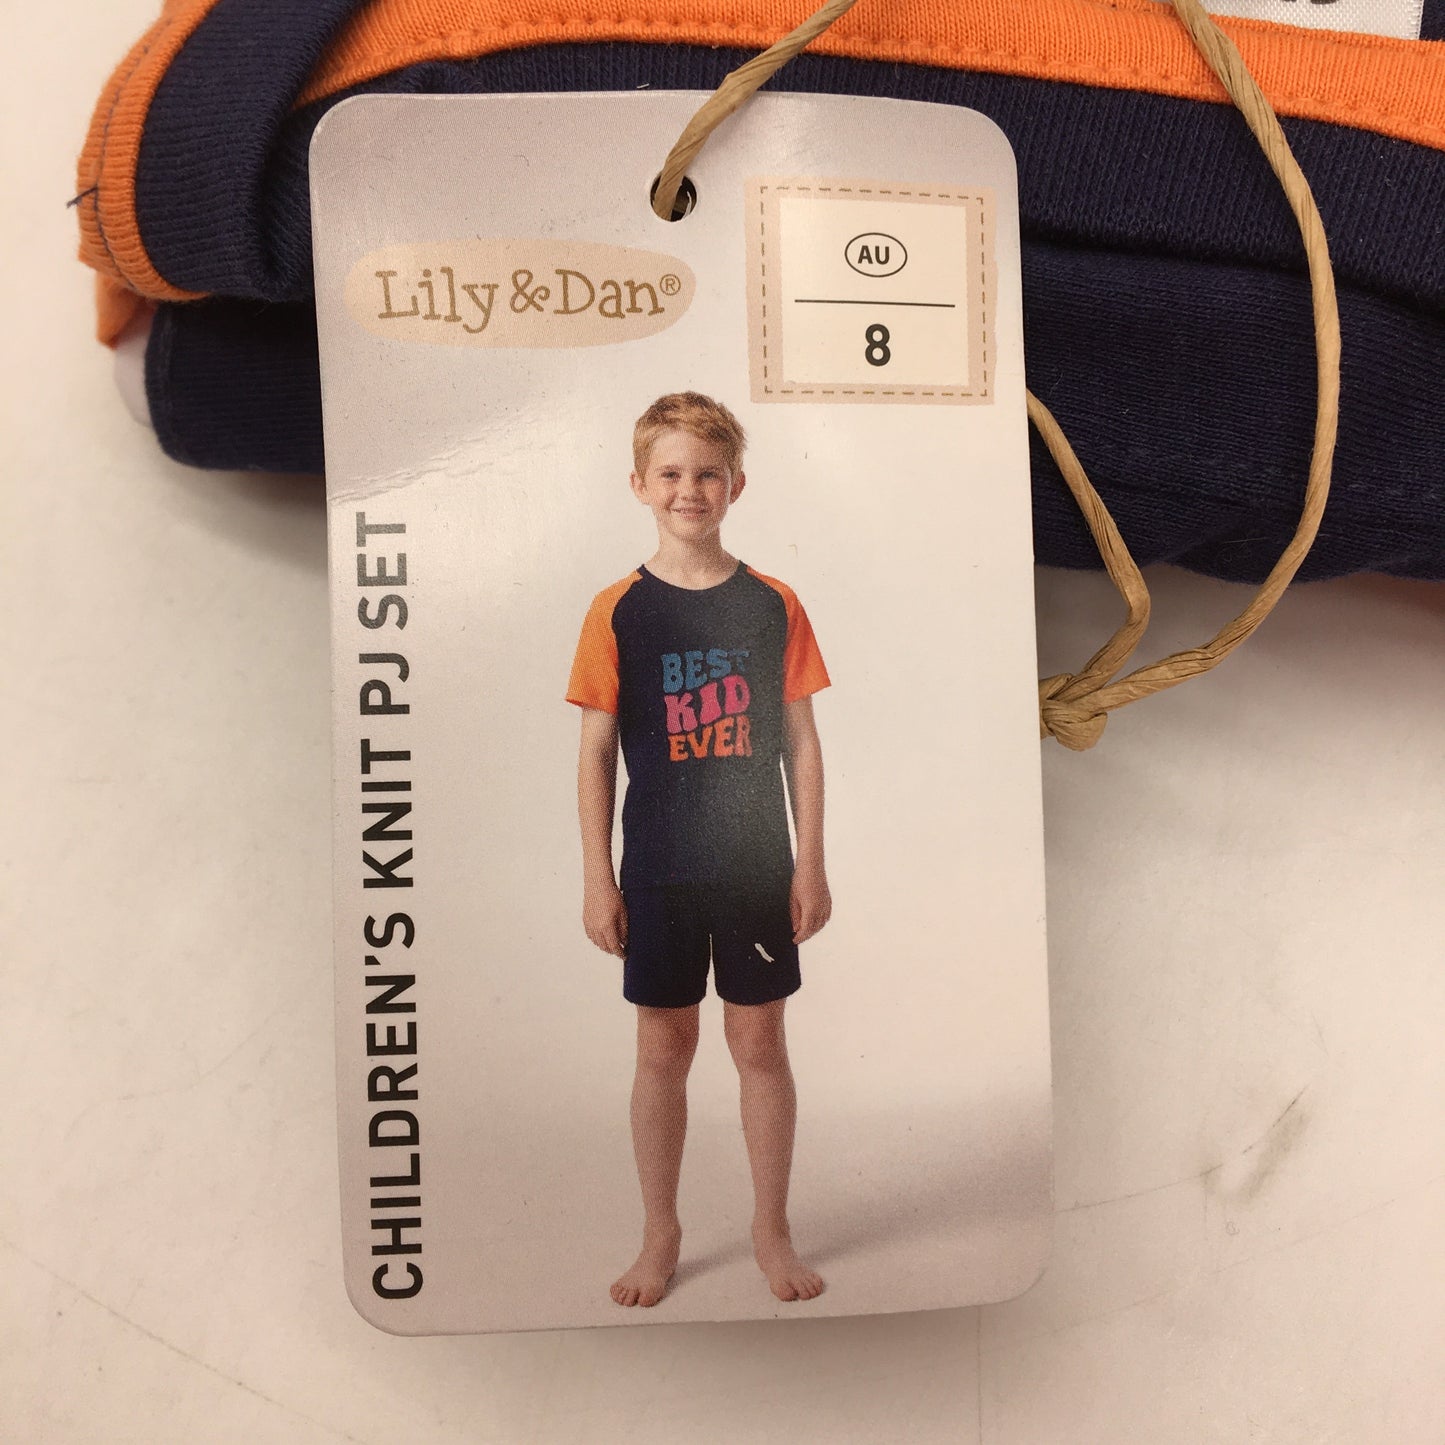 Lily & Dan®
AU
8
CHILDREN'S KNIT PJ SET
BEST
KID
EVER